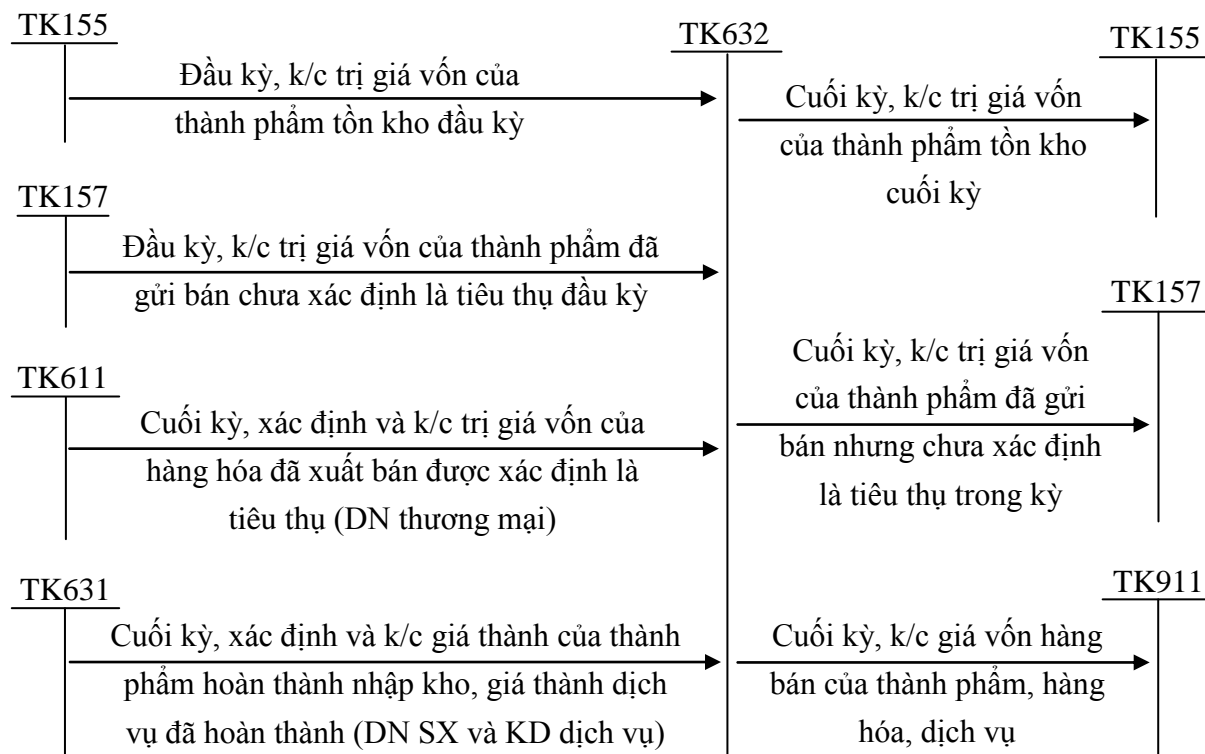 TK155
TK632
TK155
Đầu kỳ, k/c trị giá vốn của
thành phẩm tồn kho đầu kỳ
Cuối kỳ, k/c trị giá vốn
của thành phẩm tồn kho
cuối kỳ
TK157
Đầu kỳ, k/c trị giá vốn của thành phẩm đã
gửi bán chưa xác định là tiêu thụ đầu kỳ
TK157
Cuối kỳ, k/c trị giá vốn
của thành phẩm đã gửi
bán nhưng chưa xác định
là tiêu thụ trong kỳ
TK611
Cuối kỳ, xác định và k/c trị giá vốn của
hàng hóa đã xuất bán được xác định là
tiêu thụ (DN thương mại)
TK631
Cuối kỳ, xác định và k/c giá thành của thành
phẩm hoàn thành nhập kho, giá thành dịch
vụ đã hoàn thành (DN SX và KD dịch vụ)
TK911
Cuối kỳ, k/c giá vốn hàng
bán của thành phẩm, hàng
hóa, dịch vụ